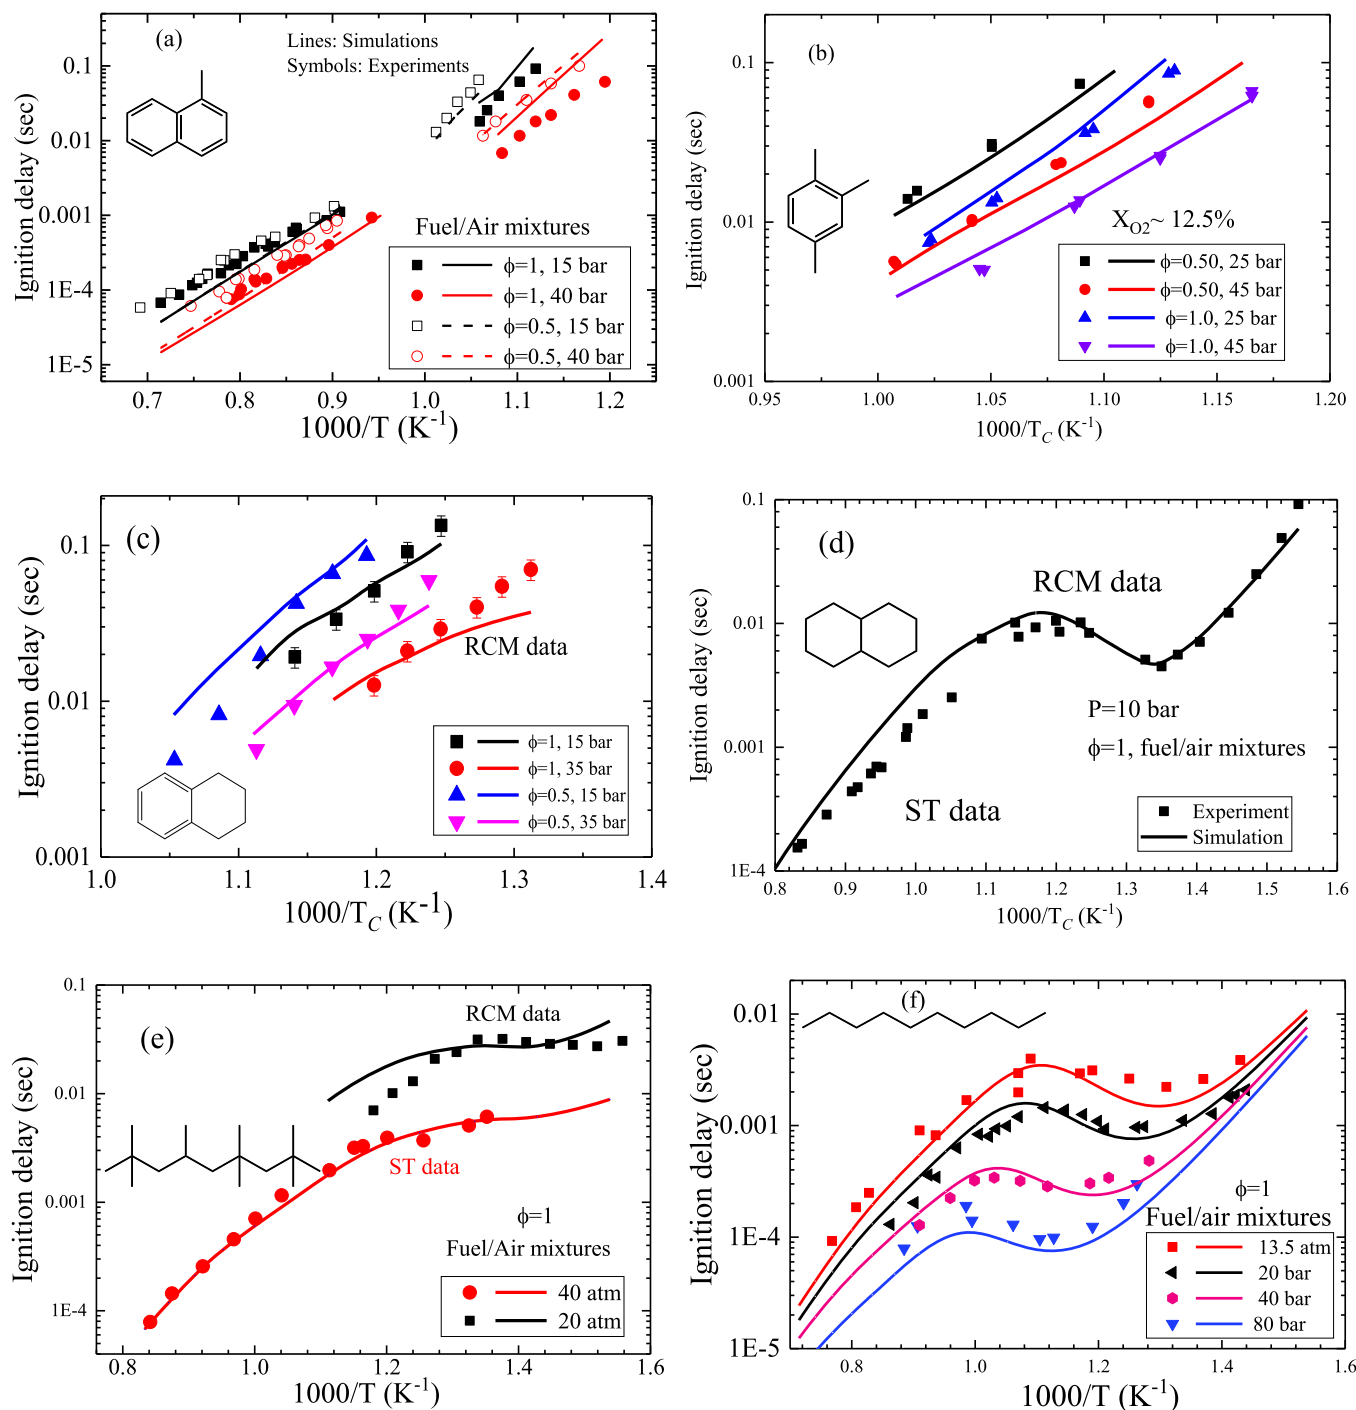 (a)
Lines: Simulations
Symbols: Experiments
Ignition delay (sec)
0.1
0.01
0.001
1E-4
1E-5
Fuel/Air mixtures
ϕ=1, 15 bar
ϕ=1, 40 bar
ϕ=0.5, 15 bar
ϕ=0.5, 40 bar
0.7 0.8 0.9 1.0 1.1 1.2
1000/T (K⁻¹)
(b)
Ignition delay (sec)
0.1
0.01
0.001
X_O2~ 12.5%
ϕ=0.50, 25 bar
ϕ=0.50, 45 bar
ϕ=1.0, 25 bar
ϕ=1.0, 45 bar
0.95 1.00 1.05 1.10 1.15 1.20
1000/T_C (K⁻¹)
(c)
Ignition delay (sec)
0.1
0.01
0.001
RCM data
ϕ=1, 15 bar
ϕ=1, 35 bar
ϕ=0.5, 15 bar
ϕ=0.5, 35 bar
1.0 1.1 1.2 1.3 1.4
1000/T_C (K⁻¹)
(d)
Ignition delay (sec)
0.1
0.01
0.001
1E-4
RCM data
P=10 bar
ϕ=1, fuel/air mixtures
ST data
Experiment
Simulation
0.8 0.9 1.0 1.1 1.2 1.3 1.4 1.5 1.6
1000/T_C (K⁻¹)
(e)
Ignition delay (sec)
0.1
0.01
0.001
1E-4
RCM data
ST data
ϕ=1
Fuel/Air mixtures
40 atm
20 atm
0.8 1.0 1.2 1.4 1.6
1000/T (K⁻¹)
(f)
Ignition delay (sec)
0.01
0.001
1E-4
1E-5
ϕ=1
Fuel/air mixtures
13.5 atm
20 bar
40 bar
80 bar
0.8 1.0 1.2 1.4 1.6
1000/T (K⁻¹)